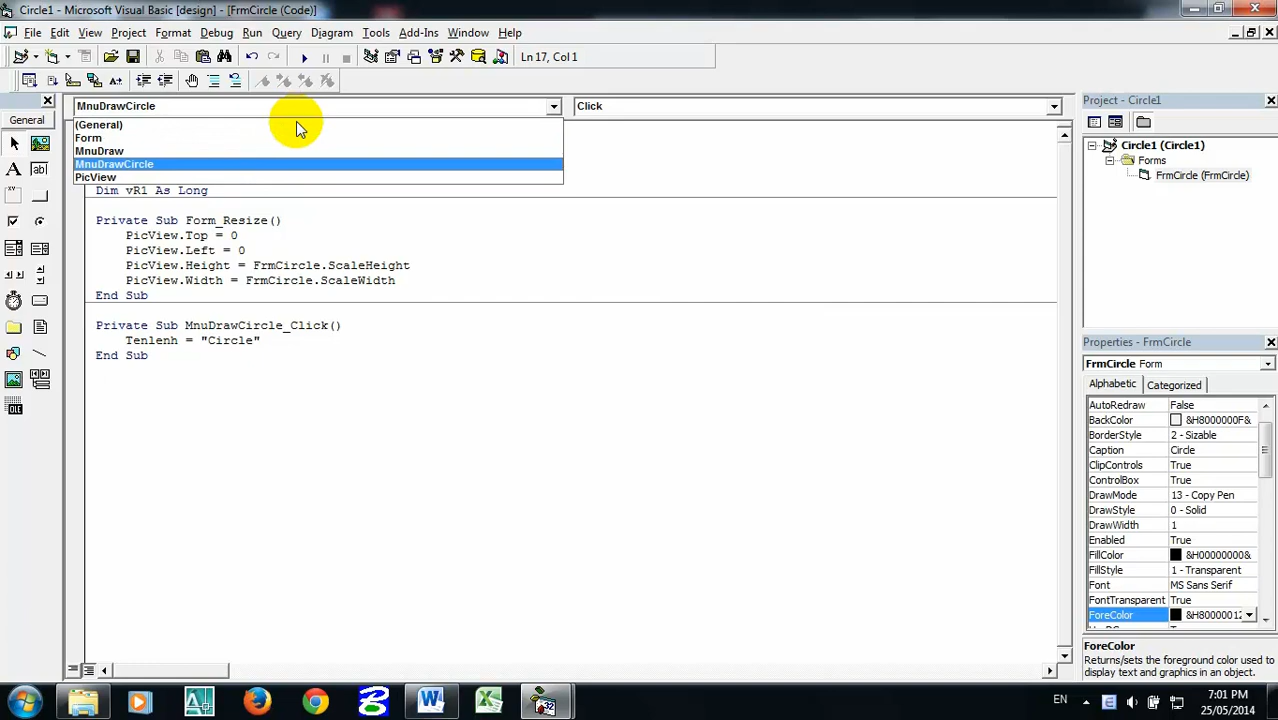 Circle1 - Microsoft Visual Basic [design] - [FrmCircle (Code)]
File Edit View Project Format Debug Run Query Diagram Tools Add-Ins Window Help
Ln 17, Col 1
General
MnuDrawCircle
Click
(General)
Form
MnuDraw
MnuDrawCircle
PicView
Dim vR1 As Long
Private Sub Form_Resize()
PicView.Top = 0
PicView.Left = 0
PicView.Height = FrmCircle.ScaleHeight
PicView.Width = FrmCircle.ScaleWidth
End Sub
Private Sub MnuDrawCircle_Click()
Tenlenh = "Circle"
End Sub
Project - Circle1
Circle1 (Circle1)
Forms
FrmCircle (FrmCircle)
Properties - FrmCircle
FrmCircle Form
Alphabetic Categorized
AutoRedraw False
BackColor &H8000000F&
BorderStyle 2 - Sizable
Caption Circle
ClipControls True
ControlBox True
DrawMode 13 - Copy Pen
DrawStyle 0 - Solid
DrawWidth 1
Enabled True
FillColor &H00000000&
FillStyle 1 - Transparent
Font MS Sans Serif
FontTransparent True
ForeColor &H80000012
ForeColor
Returns/sets the foreground color used to
display text and graphics in an object.
EN
7:01 PM
25/05/2014